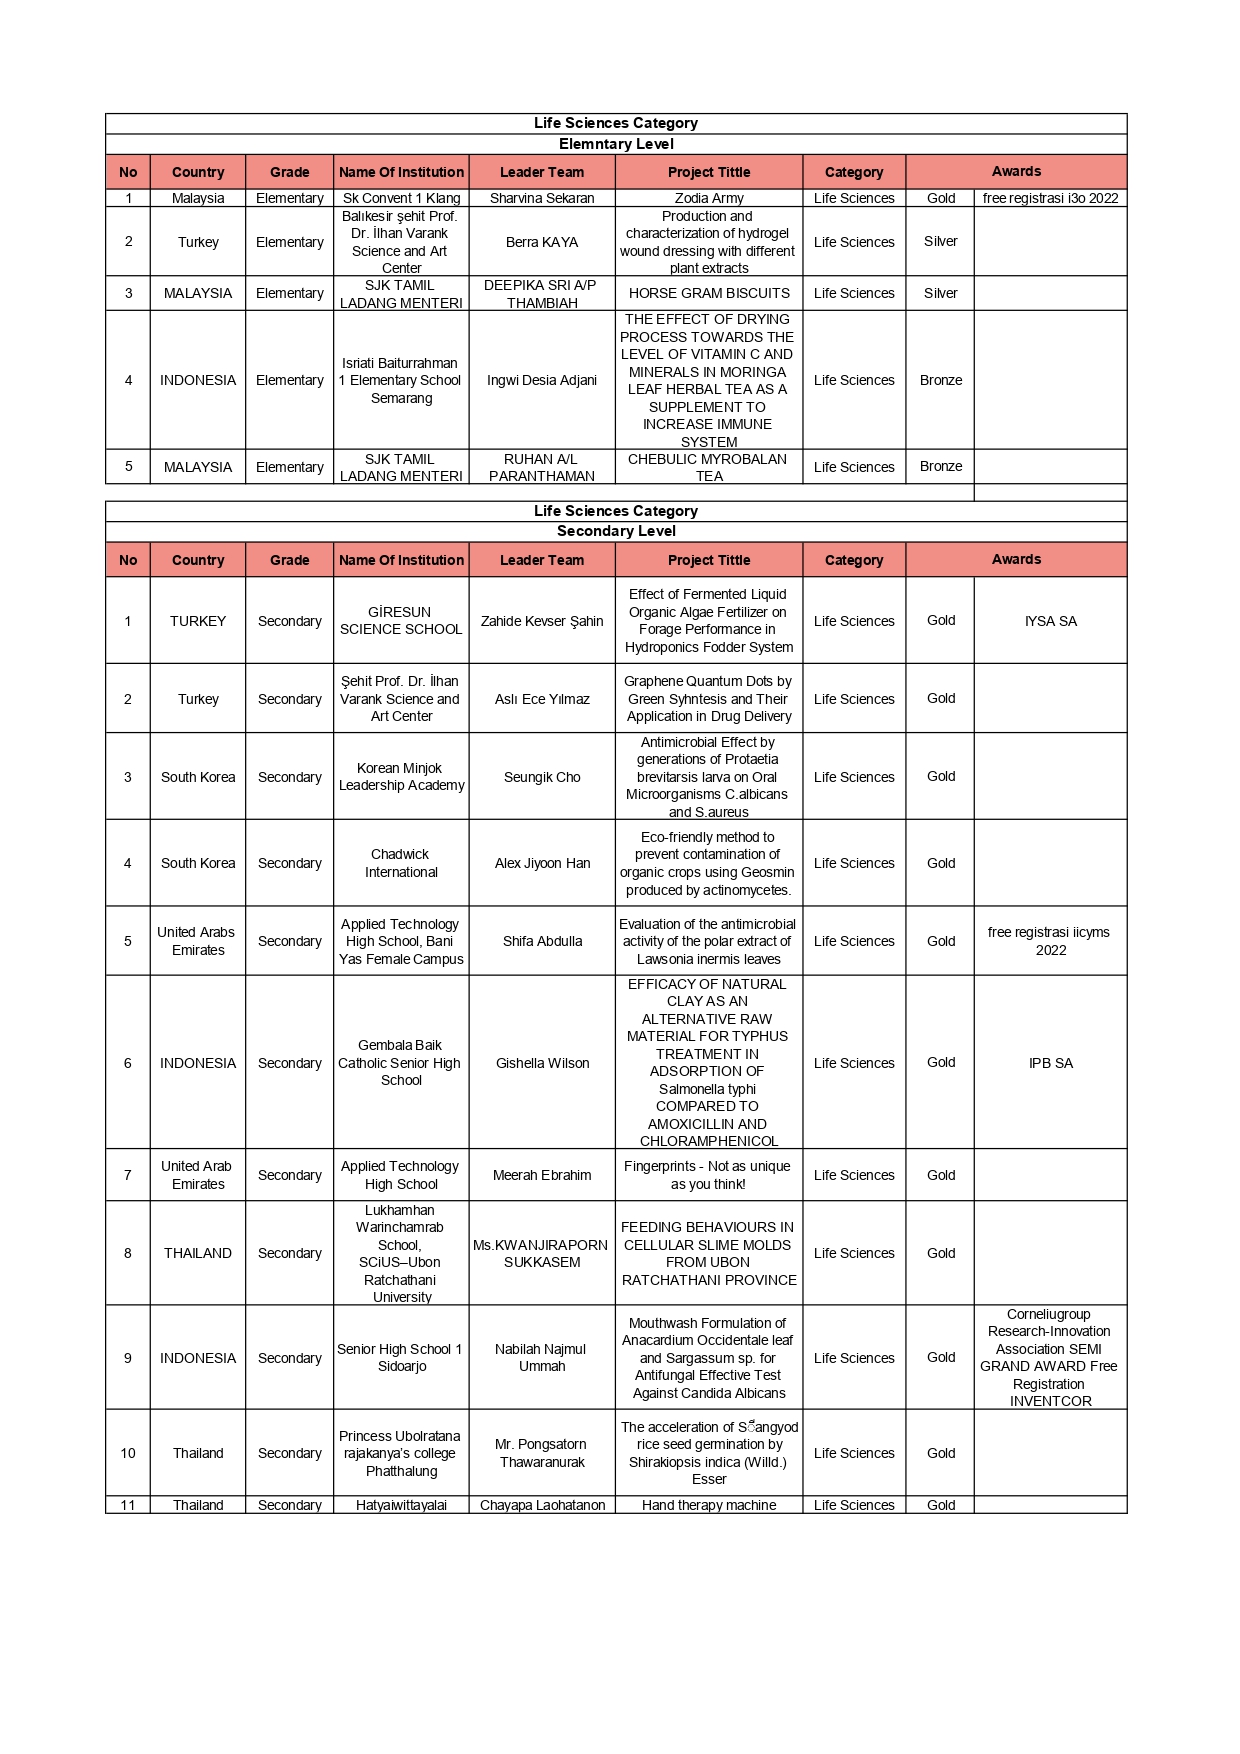 Life Sciences Category
Elemntary Level
No Country Grade Name Of Institution Leader Team Project Tittle Category Awards
1 Malaysia Elementary Sk Convent 1 Klang Sharvina Sekaran Zodia Army Life Sciences Gold free registrasi i3o 2022
2 Turkey Elementary Balıkesir şehit Prof.
Dr. İlhan Varank
Science and Art
Center
Berra KAYA
Production and
characterization of hydrogel
wound dressing with different
plant extracts
Life Sciences Silver
3 MALAYSIA Elementary SJK TAMIL
LADANG MENTERI
DEEPIKA SRI A/P
THAMBIAH
HORSE GRAM BISCUITS Life Sciences Silver
4 INDONESIA Elementary Isriati Baiturrahman
1 Elementary School
Semarang
Ingwi Desia Adjani
THE EFFECT OF DRYING
PROCESS TOWARDS THE
LEVEL OF VITAMIN C AND
MINERALS IN MORINGA
LEAF HERBAL TEA AS A
SUPPLEMENT TO
INCREASE IMMUNE
SYSTEM
Life Sciences Bronze
5 MALAYSIA Elementary SJK TAMIL
LADANG MENTERI
RUHAN A/L
PARANTHAMAN
CHEBULIC MYROBALAN
TEA
Life Sciences Bronze
Life Sciences Category
Secondary Level
No Country Grade Name Of Institution Leader Team Project Tittle Category Awards
1 TURKEY Secondary GİRESUN
SCIENCE SCHOOL
Zahide Kevser Şahin
Effect of Fermented Liquid
Organic Algae Fertilizer on
Forage Performance in
Hydroponics Fodder System
Life Sciences Gold IYSA SA
2 Turkey Secondary Şehit Prof. Dr. İlhan
Varank Science and
Art Center
Aslı Ece Yılmaz
Graphene Quantum Dots by
Green Syhntesis and Their
Application in Drug Delivery
Life Sciences Gold
3 South Korea Secondary Korean Minjok
Leadership Academy
Seungik Cho
Antimicrobial Effect by
generations of Protaetia
brevitarsis larva on Oral
Microorganisms C.albicans
and S.aureus
Life Sciences Gold
4 South Korea Secondary Chadwick
International
Alex Jiyoon Han
Eco-friendly method to
prevent contamination of
organic crops using Geosmin
produced by actinomycetes.
Life Sciences Gold
5 United Arabs
Emirates
Secondary
Applied Technology
High School, Bani
Yas Female Campus
Shifa Abdulla
Evaluation of the antimicrobial
activity of the polar extract of
Lawsonia inermis leaves
Life Sciences Gold free registrasi iicyms
2022
6 INDONESIA Secondary Gembala Baik
Catholic Senior High
School
Gishella Wilson
EFFICACY OF NATURAL
CLAY AS AN
ALTERNATIVE RAW
MATERIAL FOR TYPHUS
TREATMENT IN
ADSORPTION OF
Salmonella typhi
COMPARED TO
AMOXICILLIN AND
CHLORAMPHENICOL
Life Sciences Gold IPB SA
7 United Arab
Emirates
Secondary
Applied Technology
High School
Meerah Ebrahim
Fingerprints - Not as unique
as you think!
Life Sciences Gold
8 THAILAND Secondary Lukhamhan
Warinchamrab
School,
SCiUS–Ubon
Ratchathani
University
Ms.KWANJIRAPORN
SUKKASEM
FEEDING BEHAVIOURS IN
CELLULAR SLIME MOLDS
FROM UBON
RATCHATHANI PROVINCE
Life Sciences Gold
9 INDONESIA Secondary Senior High School 1
Sidoarjo
Nabilah Najmul
Ummah
Mouthwash Formulation of
Anacardium Occidentale leaf
and Sargassum sp. for
Antifungal Effective Test
Against Candida Albicans
Life Sciences Gold Corneliugroup
Research-Innovation
Association SEMI
GRAND AWARD Free
Registration
INVENTCOR
10 Thailand Secondary Princess Ubolratana
rajakanya’s college
Phatthalung
Mr. Pongsatorn
Thawaranurak
The acceleration of
rice seed germination by
Shirakiopsis indica (Willd.)
Esser
Life Sciences Gold
11 Thailand Secondary Hatyaiwittayalai Chayapa Laohatanon Hand therapy machine Life Sciences Gold